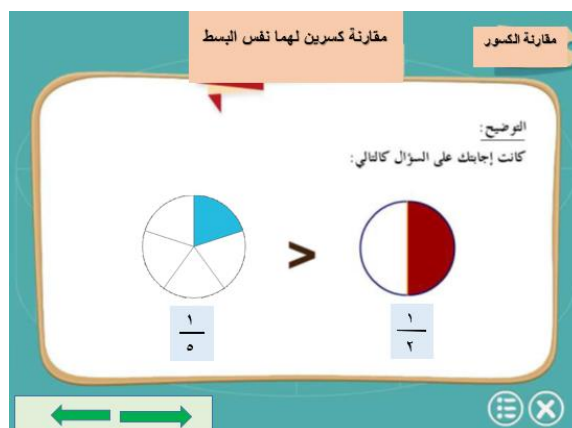 مقارنة الكسور
مقارنة كسرين لهما نفس البسط
التوضيح:
كانت إجابتك على السؤال كالتالي:
>
١
٢
١
٥